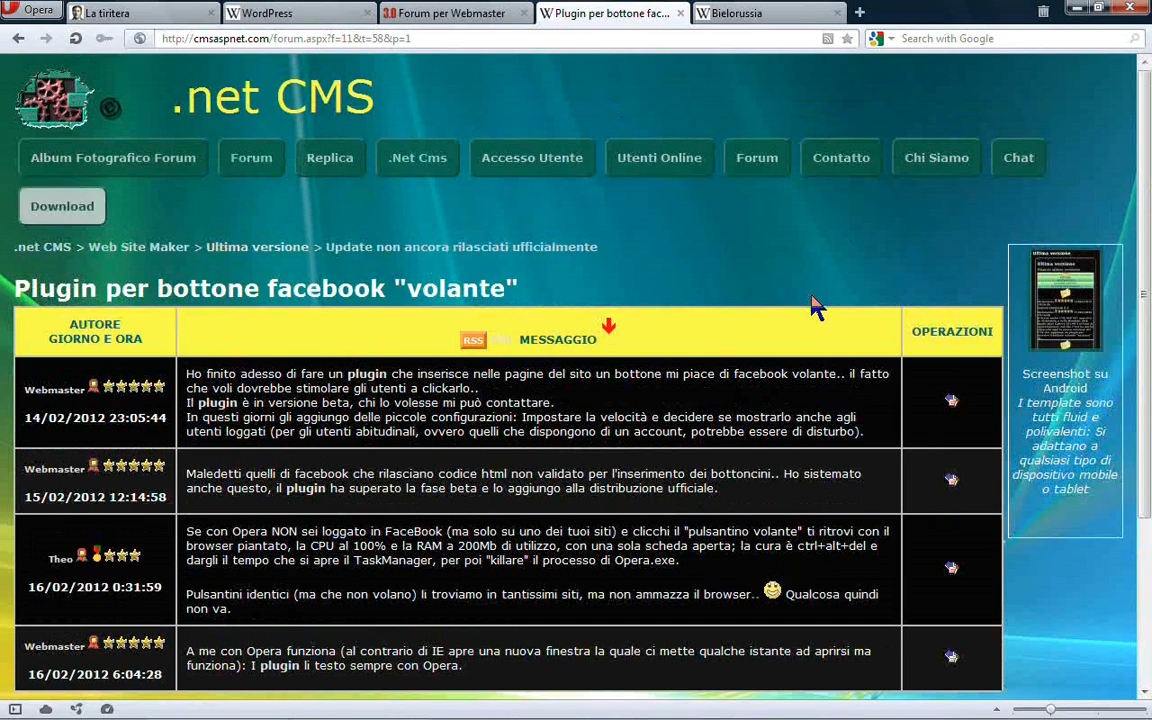 Opera
La tiritera
WordPress
3.0 Forum per Webmaster
Plugin per bottone fac...
Bielorussia
http://cmsaspnet.com/forum.aspx?f=11&t=58&p=1
Search with Google
.net CMS
Album Fotografico Forum
Forum
Replica
.Net Cms
Accesso Utente
Utenti Online
Forum
Contatto
Chi Siamo
Chat
Download
.net CMS > Web Site Maker > Ultima versione > Update non ancora rilasciati ufficialmente
Plugin per bottone facebook "volante"
AUTORE
GIORNO E ORA
RSS MESSAGGIO
OPERAZIONI
Webmaster
14/02/2012 23:05:44
Ho finito adesso di fare un plugin che inserisce nelle pagine del sito un bottone mi piace di facebook volante.. il fatto
che voli dovrebbe stimolare gli utenti a clickarlo..
Il plugin è in versione beta, chi lo volesse mi può contattare.
In questi giorni gli aggiungo delle piccole configurazioni: Impostare la velocità e decidere se mostrarlo anche agli
utenti loggati (per gli utenti abitudinali, ovvero quelli che dispongono di un account, potrebbe essere di disturbo).
Webmaster
15/02/2012 12:14:58
Maledetti quelli di facebook che rilasciano codice html non validato per l'inserimento dei bottoncini.. Ho sistemato
anche questo, il plugin ha superato la fase beta e lo aggiungo alla distribuzione ufficiale.
Theo
16/02/2012 0:31:59
Se con Opera NON sei loggato in FaceBook (ma solo su uno dei tuoi siti) e clicchi il "pulsantino volante" ti ritrovi con il
browser piantato, la CPU al 100% e la RAM a 200Mb di utilizzo, con una sola scheda aperta; la cura è ctrl+alt+del e
dargli il tempo che si apre il TaskManager, per poi "killare" il processo di Opera.exe.
Pulsantini identici (ma che non volano) li troviamo in tantissimi siti, ma non ammazza il browser.. Qualcosa quindi
non va.
Webmaster
16/02/2012 6:04:28
A me con Opera funziona (al contrario di IE apre una nuova finestra la quale ci mette qualche istante ad aprirsi ma
funziona): I plugin li testo sempre con Opera.
Screenshot su
Android
I template sono
tutti fluid e
polivalenti: Si
adattano a
qualsiasi tipo di
dispositivo mobile
o tablet